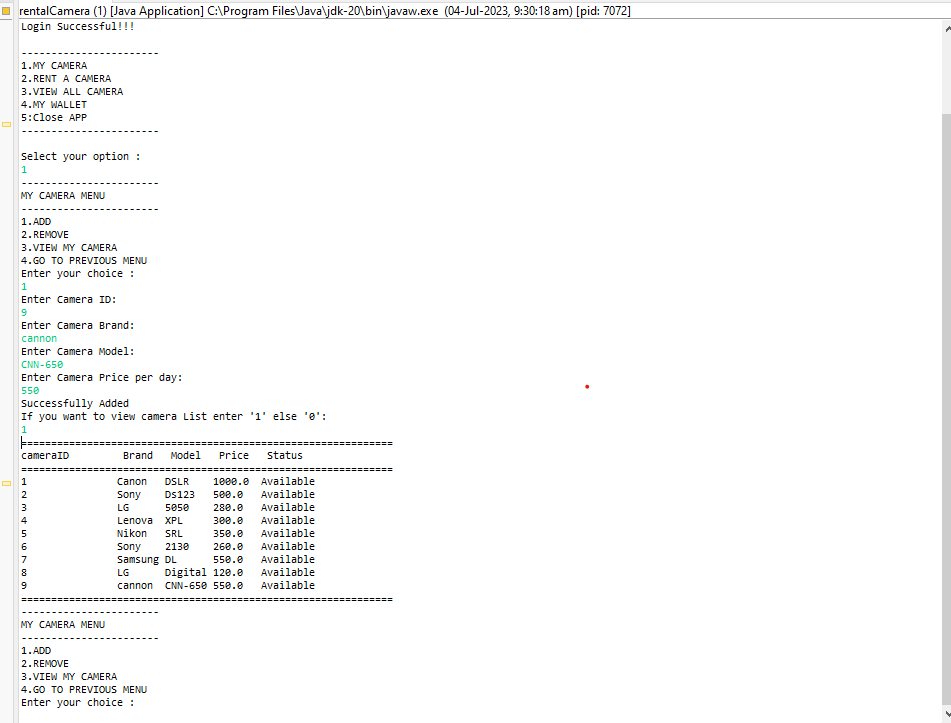 rentalCamera (1) [Java Application] C:\Program Files\Java\jdk-20\bin\javaw.exe (04-Jul-2023, 9:30:18 am) [pid: 7072]
Login Successful!!!
-----------------------
1.MY CAMERA
2.RENT A CAMERA
3.VIEW ALL CAMERA
4.MY WALLET
5:Close APP
-----------------------
Select your option :
1
-----------------------
MY CAMERA MENU
-----------------------
1.ADD
2.REMOVE
3.VIEW MY CAMERA
4.GO TO PREVIOUS MENU
Enter your choice :
1
Enter Camera ID:
9
Enter Camera Brand:
cannon
Enter Camera Model:
CNN-650
Enter Camera Price per day:
550
Successfully Added
If you want to view camera List enter '1' else '0':
1
==============================================================
cameraID Brand Model Price Status
==============================================================
1 Canon DSLR 1000.0 Available
2 Sony Ds123 500.0 Available
3 LG 5050 280.0 Available
4 Lenova XPL 300.0 Available
5 Nikon SRL 350.0 Available
6 Sony 2130 260.0 Available
7 Samsung DL 550.0 Available
8 LG Digital 120.0 Available
9 cannon CNN-650 550.0 Available
==============================================================
-----------------------
MY CAMERA MENU
-----------------------
1.ADD
2.REMOVE
3.VIEW MY CAMERA
4.GO TO PREVIOUS MENU
Enter your choice :